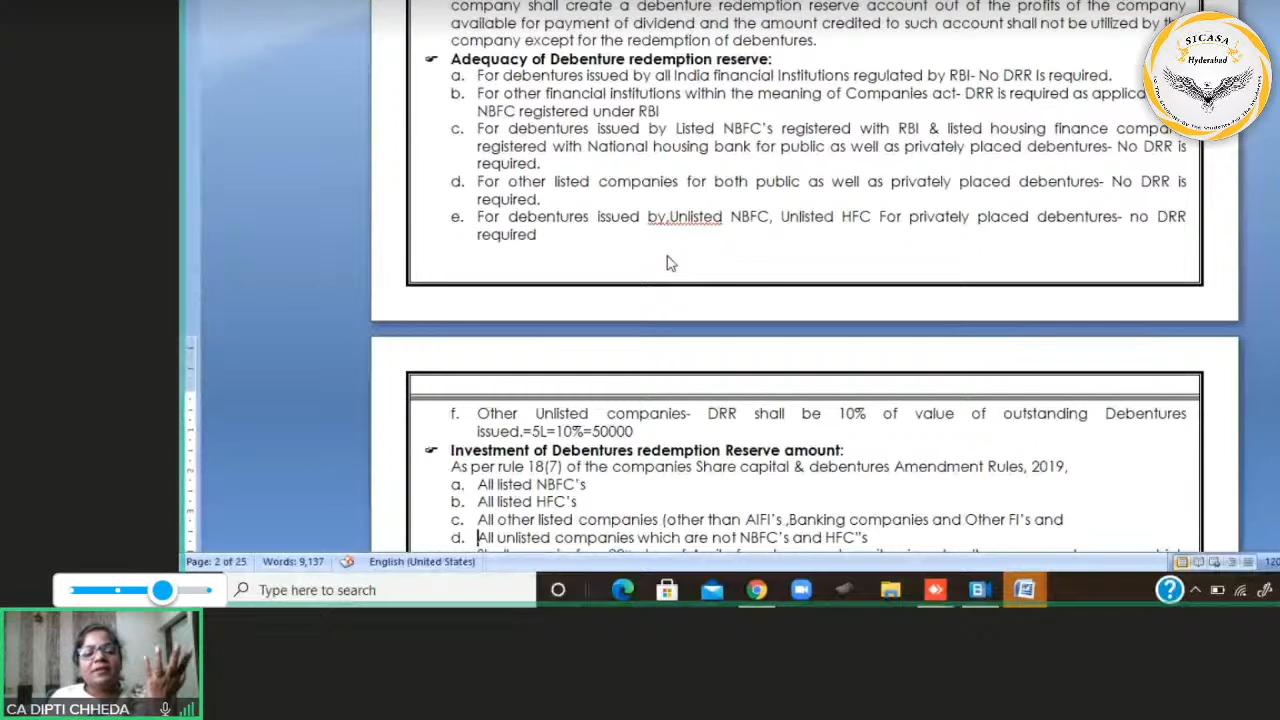 company shall create a debenture redemption reserve account out of the profits of the company
available for payment of dividend and the amount credited to such account shall not be utilized by the
company except for the redemption of debentures.
Adequacy of Debenture redemption reserve:
a. For debentures issued by all India financial Institutions regulated by RBI- No DRR Is required.
b. For other financial institutions within the meaning of Companies act- DRR is required as applica
NBFC registered under RBI
c. For debentures issued by Listed NBFC's registered with RBI & listed housing finance compa
registered with National housing bank for public as well as privately placed debentures- No DRR is
required.
d. For other listed companies for both public as well as privately placed debentures- No DRR is
required.
e. For debentures issued by,Unlisted NBFC, Unlisted HFC For privately placed debentures- no DRR
required
f. Other Unlisted companies- DRR shall be 10% of value of outstanding Debentures
issued.=5L=10%=50000
Investment of Debentures redemption Reserve amount:
As per rule 18(7) of the companies Share capital & debentures Amendment Rules, 2019,
a. All listed NBFC's
b. All listed HFC's
c. All other listed companies (other than AIFI's ,Banking companies and Other FI's and
d. All unlisted companies which are not NBFC's and HFC"s
SICASA
Hyderabad
Page: 2 of 25 Words: 9,137 English (United States) 120
Type here to search
CA DIPTI CHHEDA